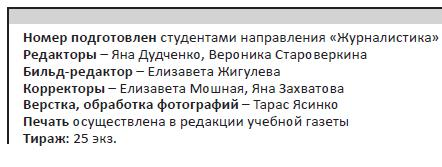 Номер подготовлен студентами направления «Журналистика»
Редакторы – Яна Дудченко, Вероника Староверкина
Бильд-редактор – Елизавета Жигулева
Корректоры – Елизавета Мошная, Яна Захватова
Верстка, обработка фотографий – Тарас Ясинко
Печать осуществлена в редакции учебной газеты
Тираж: 25 экз.